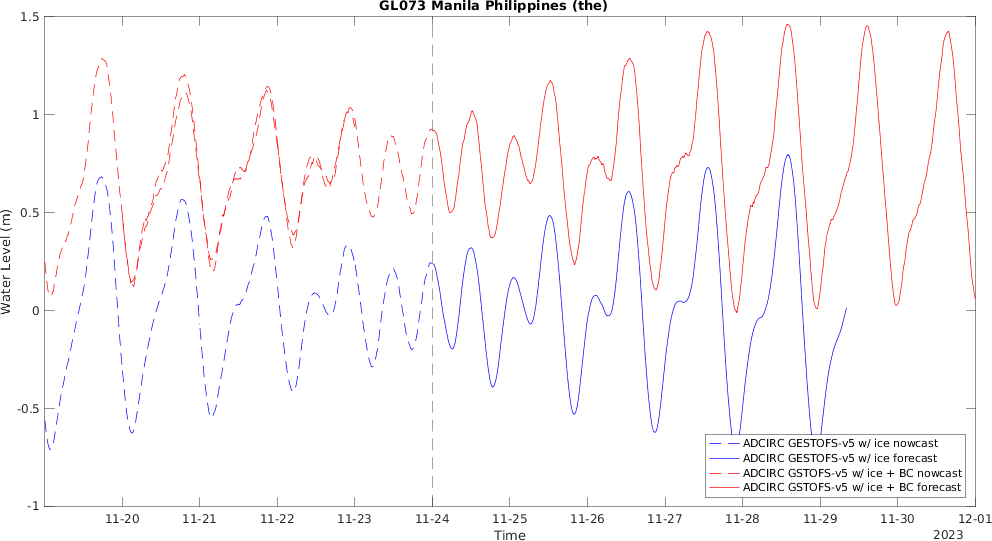 GL073 Manila Philippines (the)
1.5
1
0.5
0
-0.5
-1
Water Level (m)
ADCIRC GESTOFS-v5 w/ ice nowcast
ADCIRC GESTOFS-v5 w/ ice forecast
ADCIRC GSTOFS-v5 w/ ice + BC nowcast
ADCIRC GSTOFS-v5 w/ ice + BC forecast
11-20 11-21 11-22 11-23 11-24 11-25 11-26 11-27 11-28 11-29 11-30 12-01
Time
2023